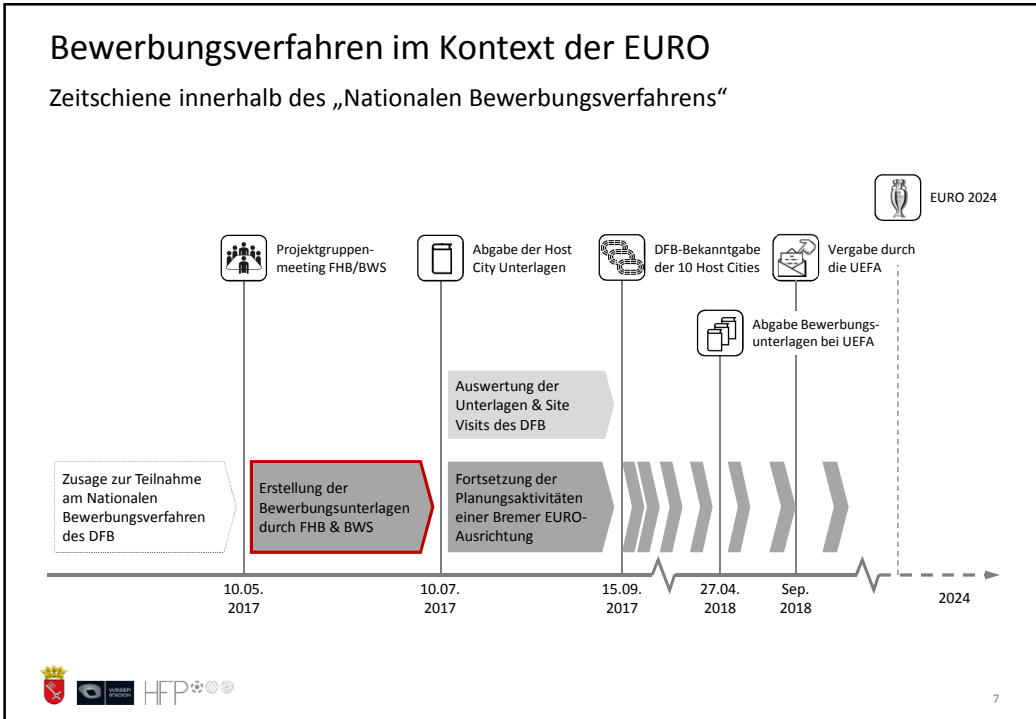 Bewerbungsverfahren im Kontext der EURO
Zeitschiene innerhalb des „Nationalen Bewerbungsverfahrens“
EURO 2024
Projektgruppen-
meeting FHB/BWS
Abgabe der Host
City Unterlagen
DFB-Bekanntgabe
der 10 Host Cities
Vergabe durch
die UEFA
Abgabe Bewerbungs-
unterlagen bei UEFA
Auswertung der
Unterlagen & Site
Visits des DFB
Zusage zur Teilnahme
am Nationalen
Bewerbungsverfahren
des DFB
Erstellung der
Bewerbungsunterlagen
durch FHB & BWS
Fortsetzung der
Planungsaktivitäten
einer Bremer EURO-
Ausrichtung
10.05.
2017
10.07.
2017
15.09.
2017
27.04.
2018
Sep.
2018
2024
WESER
STADION
HFP
7